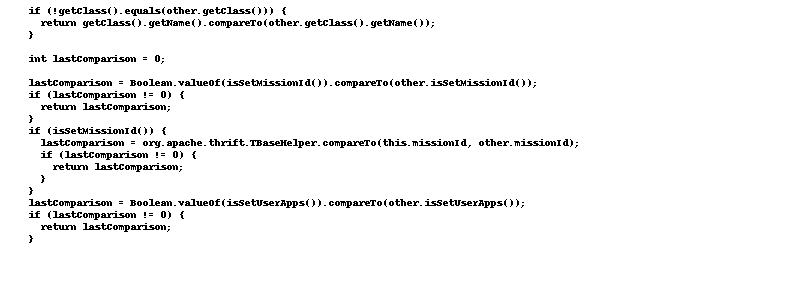 if (!getClass().equals(other.getClass())) {
  return getClass().getName().compareTo(other.getClass().getName());
}

int lastComparison = 0;

lastComparison = Boolean.valueOf(isSetMissionId()).compareTo(other.isSetMissionId());
if (lastComparison != 0) {
  return lastComparison;
}
if (isSetMissionId()) {
  lastComparison = org.apache.thrift.TBaseHelper.compareTo(this.missionId, other.missionId);
  if (lastComparison != 0) {
    return lastComparison;
  }
}
lastComparison = Boolean.valueOf(isSetUserApps()).compareTo(other.isSetUserApps());
if (lastComparison != 0) {
  return lastComparison;
}